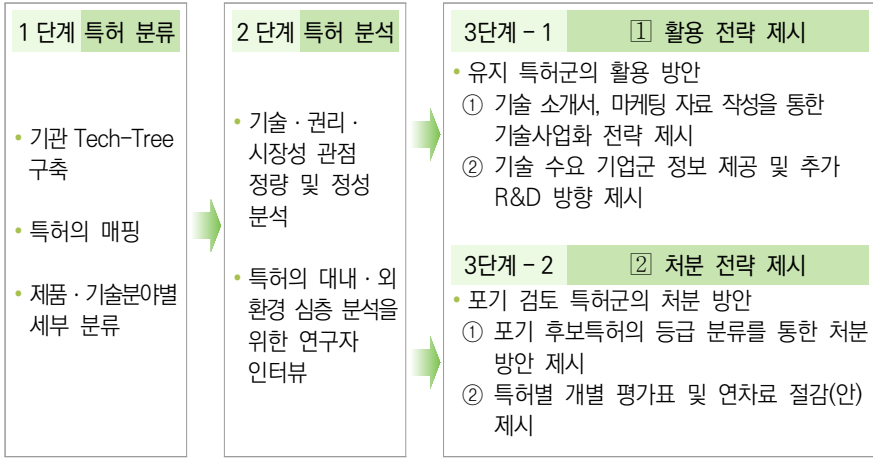 1 단계 특허 분류
• 기관 Tech-Tree
구축
• 특허의 매핑
• 제품 · 기술분야별
세부 분류
2 단계 특허 분석
• 기술 · 권리 ·
시장성 관점
정량 및 정성
분석
• 특허의 대내 · 외
환경 심층 분석을
위한 연구자
인터뷰
3단계 – 1 1 활용 전략 제시
• 유지 특허군의 활용 방안
① 기술 소개서, 마케팅 자료 작성을 통한
기술사업화 전략 제시
② 기술 수요 기업군 정보 제공 및 추가
R&D 방향 제시
3단계 – 2 2 처분 전략 제시
• 포기 검토 특허군의 처분 방안
① 포기 후보특허의 등급 분류를 통한 처분
방안 제시
② 특허별 개별 평가표 및 연차료 절감(안)
제시